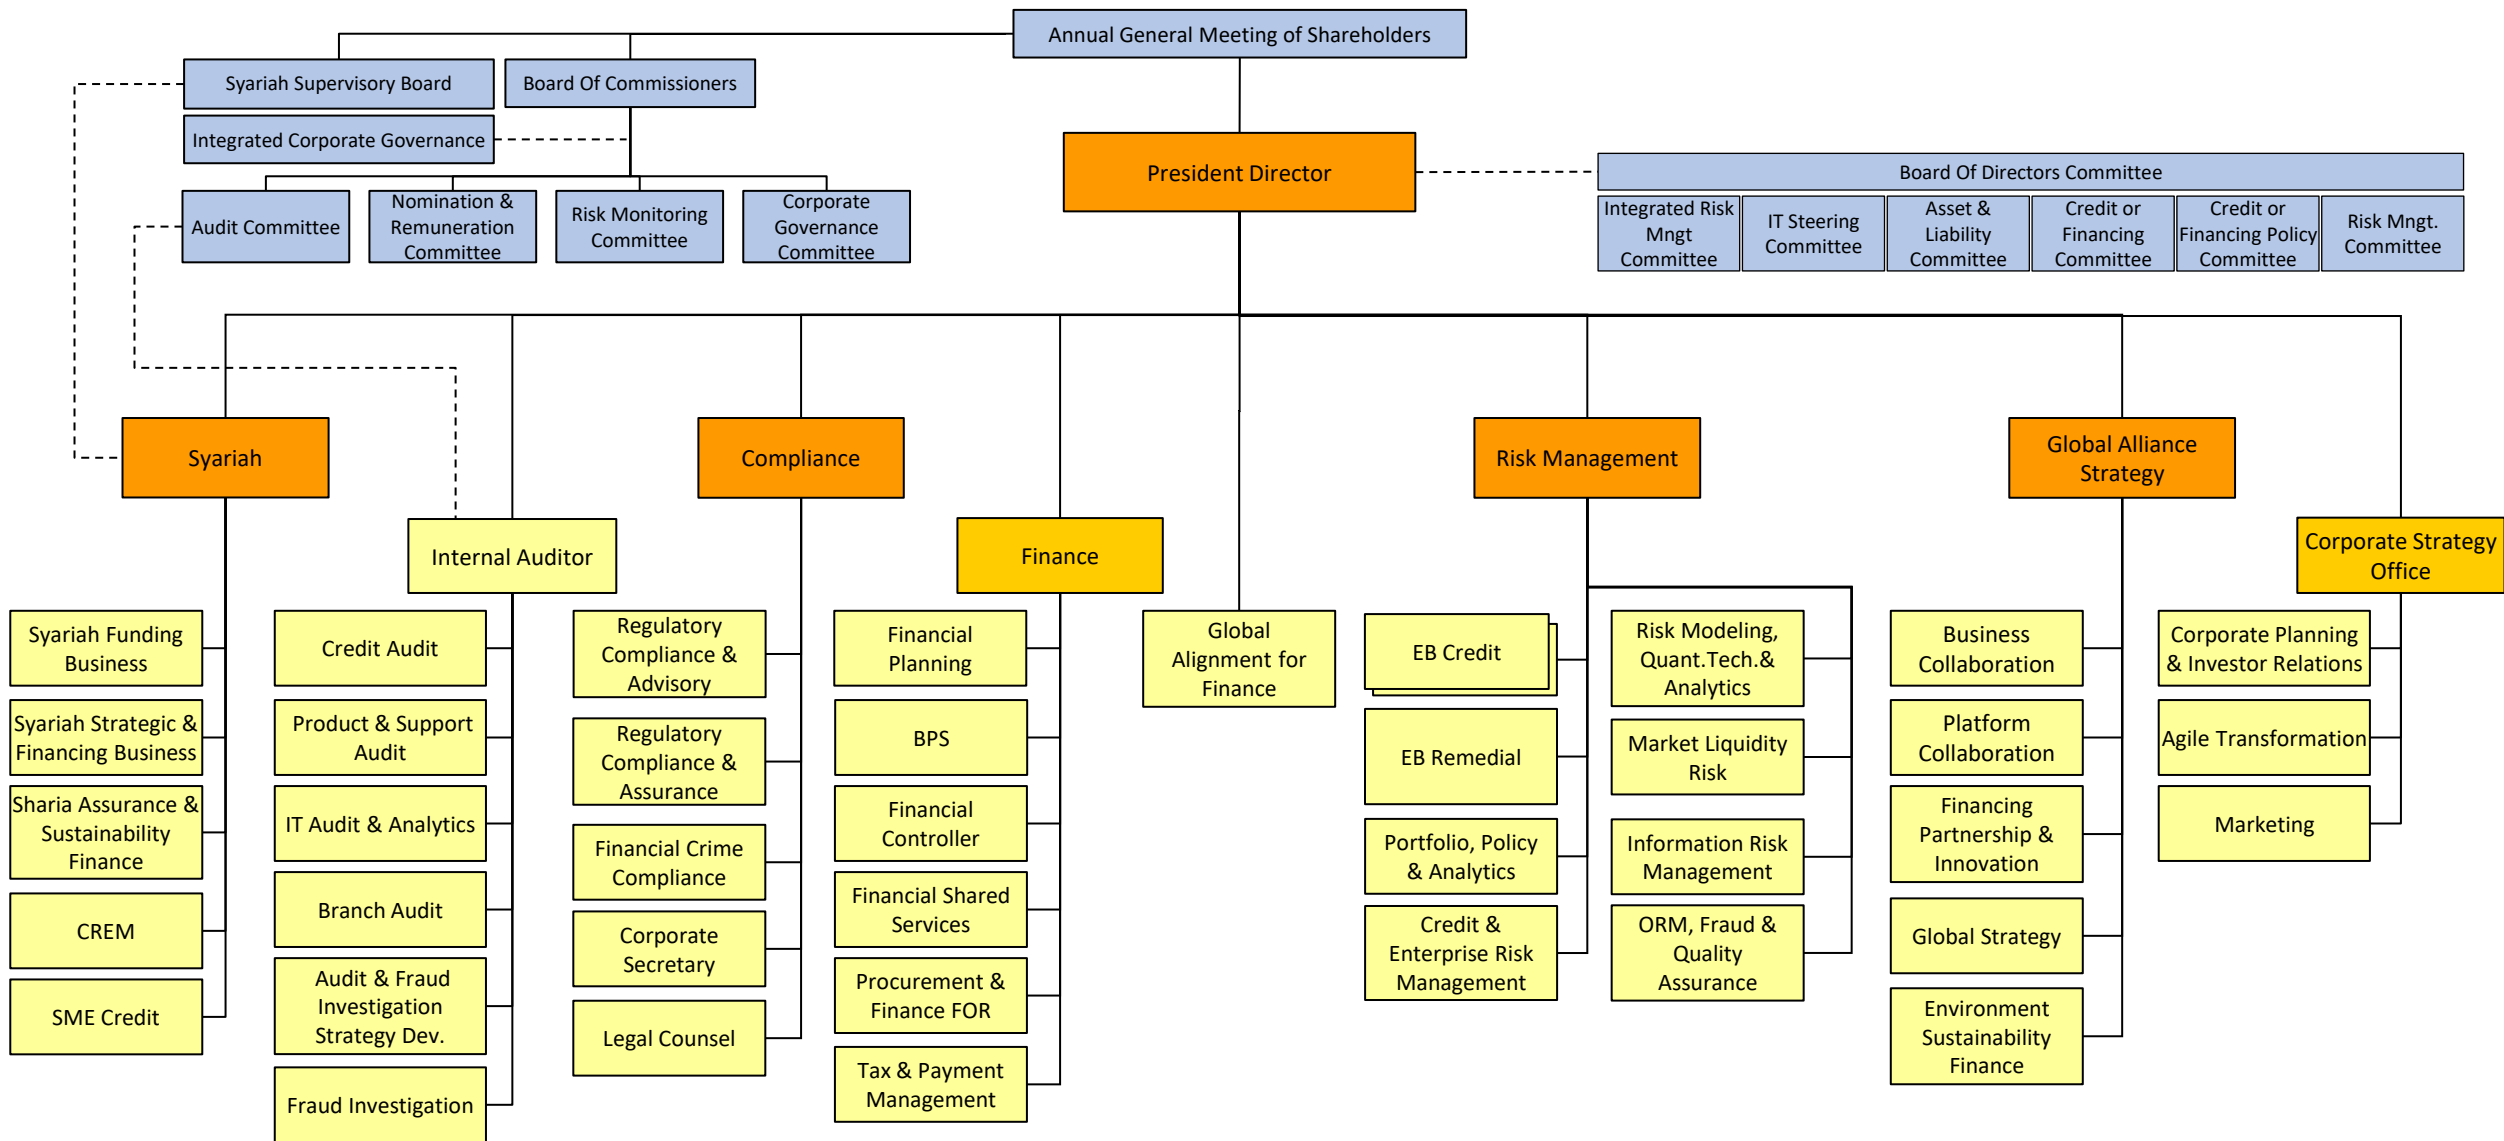 Annual General Meeting of Shareholders
Syariah Supervisory Board
Board Of Commissioners
Integrated Corporate Governance
President Director
Board Of Directors Committee
Audit Committee
Nomination &
Remuneration
Committee
Risk Monitoring
Committee
Corporate
Governance
Committee
Integrated Risk
Mngt
Committee
IT Steering
Committee
Asset &
Liability
Committee
Credit or
Financing
Committee
Credit or
Financing Policy
Committee
Risk Mngt.
Committee
Syariah
Compliance
Risk Management
Global Alliance
Strategy
Internal Auditor
Finance
Corporate Strategy
Office
Syariah Funding
Business
Syariah Strategic &
Financing Business
Sharia Assurance &
Sustainability
Finance
CREM
SME Credit
Credit Audit
Product & Support
Audit
IT Audit & Analytics
Branch Audit
Audit & Fraud
Investigation
Strategy Dev.
Fraud Investigation
Regulatory
Compliance &
Advisory
Regulatory
Compliance &
Assurance
Financial Crime
Compliance
Corporate
Secretary
Legal Counsel
Financial
Planning
BPS
Financial
Controller
Financial Shared
Services
Procurement &
Finance FOR
Tax & Payment
Management
Global
Alignment for
Finance
EB Credit
EB Remedial
Portfolio, Policy
& Analytics
Credit &
Enterprise Risk
Management
Risk Modeling,
Quant.Tech.&
Analytics
Market Liquidity
Risk
Information Risk
Management
ORM, Fraud &
Quality
Assurance
Business
Collaboration
Platform
Collaboration
Financing
Partnership &
Innovation
Global Strategy
Environment
Sustainability
Finance
Corporate Planning
& Investor Relations
Agile Transformation
Marketing